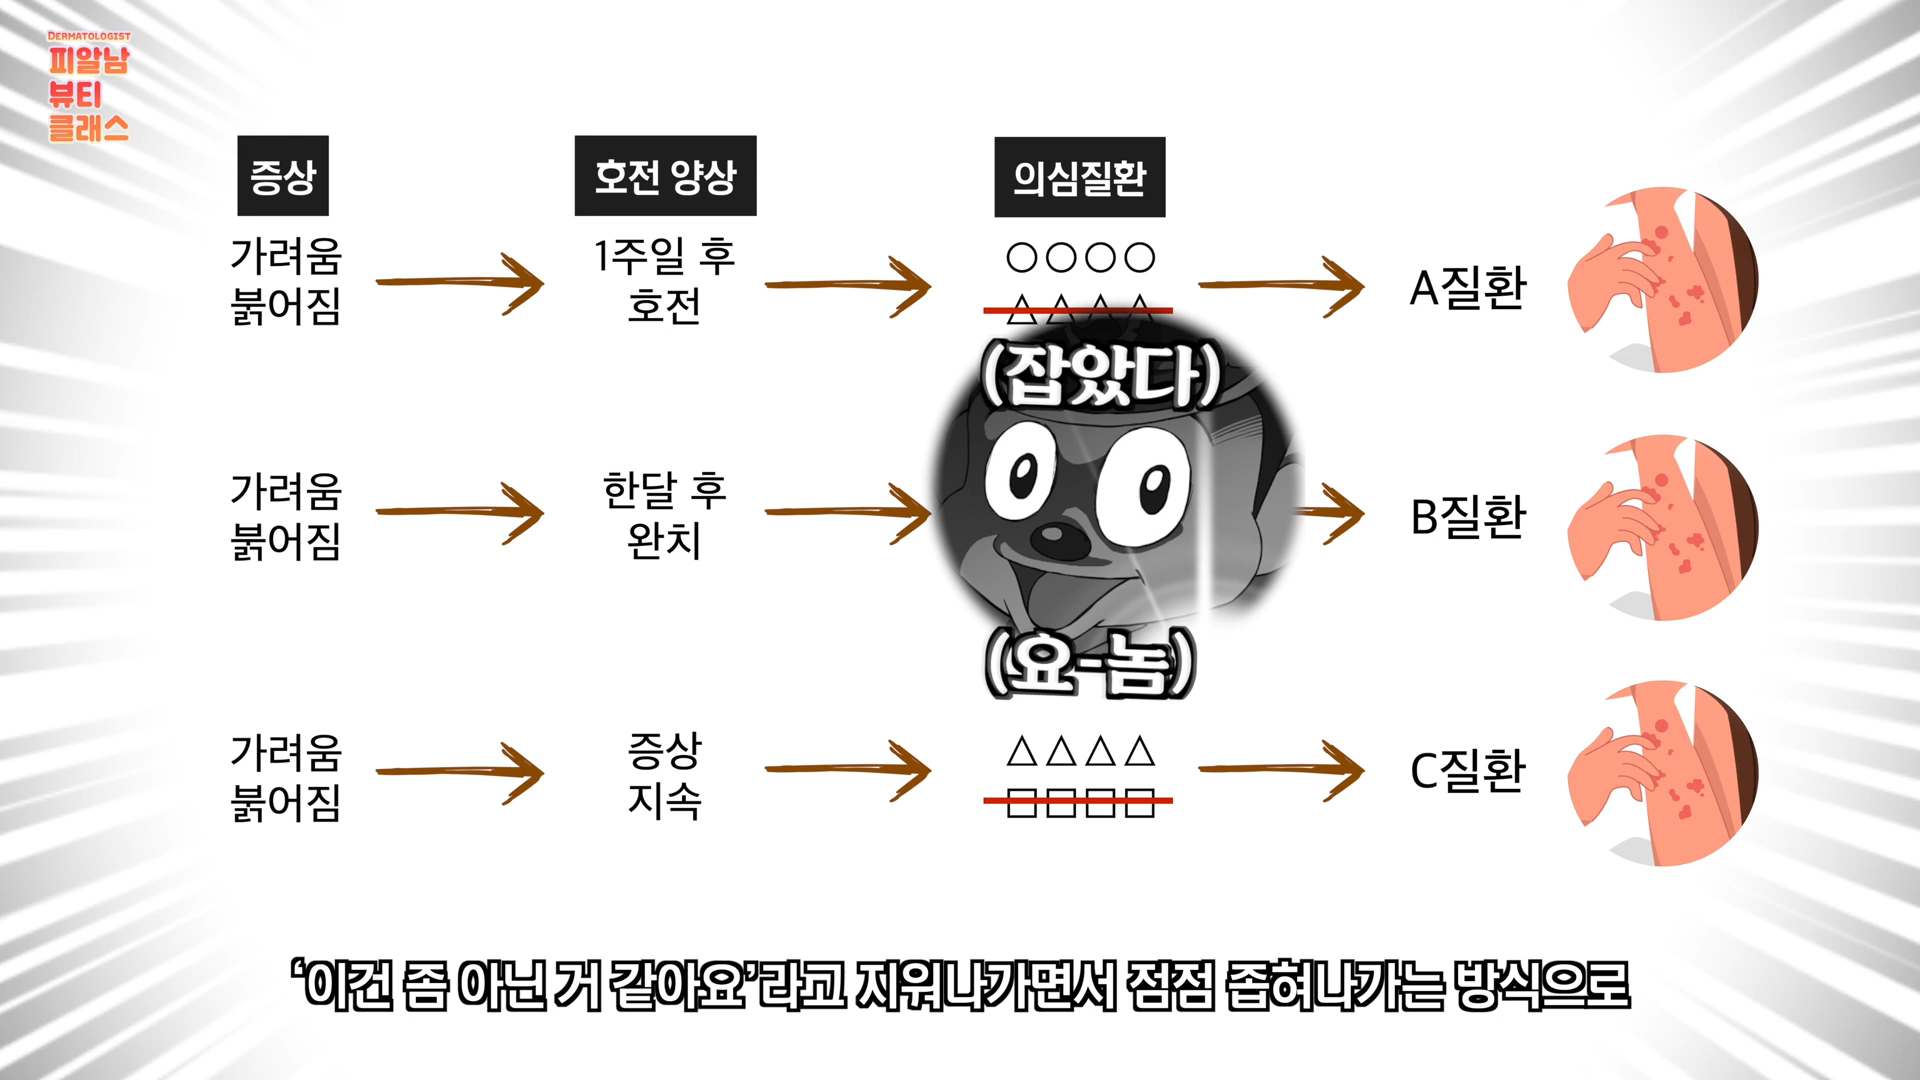 DERMATOLOGIST
피알남
뷰티
클래스
증상
호전 양상
의심질환
가려움
붉어짐
1주일 후
호전
○○○○
△△△△
A질환
(잡았다)
가려움
붉어짐
한달 후
완치
B질환
(요-놈)
가려움
붉어짐
증상
지속
△△△△
□□□□
C질환
‘이건 좀 아닌 거 같아요’라고 지워나가면서 점점 좁혀나가는 방식으로